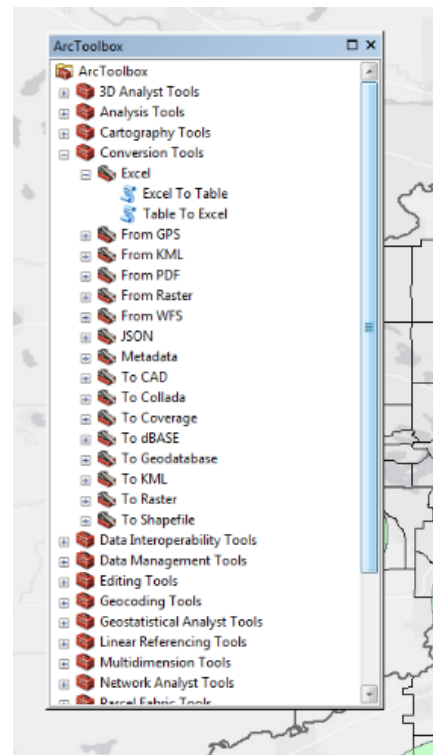 ArcToolbox
ArcToolbox
3D Analyst Tools
Analysis Tools
Cartography Tools
Conversion Tools
Excel
Excel To Table
Table To Excel
From GPS
From KML
From PDF
From Raster
From WFS
JSON
Metadata
To CAD
To Collada
To Coverage
To dBASE
To Geodatabase
To KML
To Raster
To Shapefile
Data Interoperability Tools
Data Management Tools
Editing Tools
Geocoding Tools
Geostatistical Analyst Tools
Linear Referencing Tools
Multidimension Tools
Network Analyst Tools
Parcel Fabric Tools